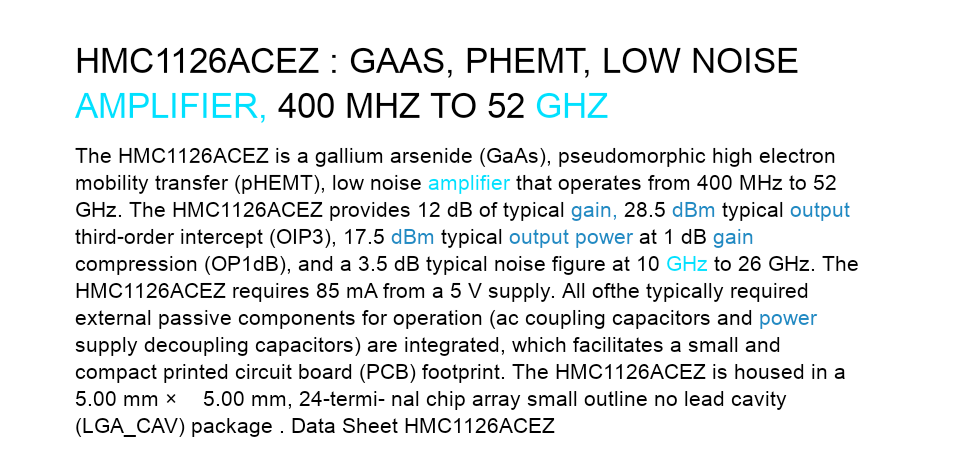 HMC1126ACEZ : GAAS, PHEMT, LOW NOISE
AMPLIFIER, 400 MHZ TO 52 GHZ
The HMC1126ACEZ is a gallium arsenide (GaAs), pseudomorphic high electron
mobility transfer (pHEMT), low noise amplifier that operates from 400 MHz to 52
GHz. The HMC1126ACEZ provides 12 dB of typical gain, 28.5 dBm typical output
third-order intercept (OIP3), 17.5 dBm typical output power at 1 dB gain
compression (OP1dB), and a 3.5 dB typical noise figure at 10 GHz to 26 GHz. The
HMC1126ACEZ requires 85 mA from a 5 V supply. All ofthe typically required
external passive components for operation (ac coupling capacitors and power
supply decoupling capacitors) are integrated, which facilitates a small and
compact printed circuit board (PCB) footprint. The HMC1126ACEZ is housed in a
5.00 mm × 5.00 mm, 24-termi- nal chip array small outline no lead cavity
(LGA_CAV) package . Data Sheet HMC1126ACEZ